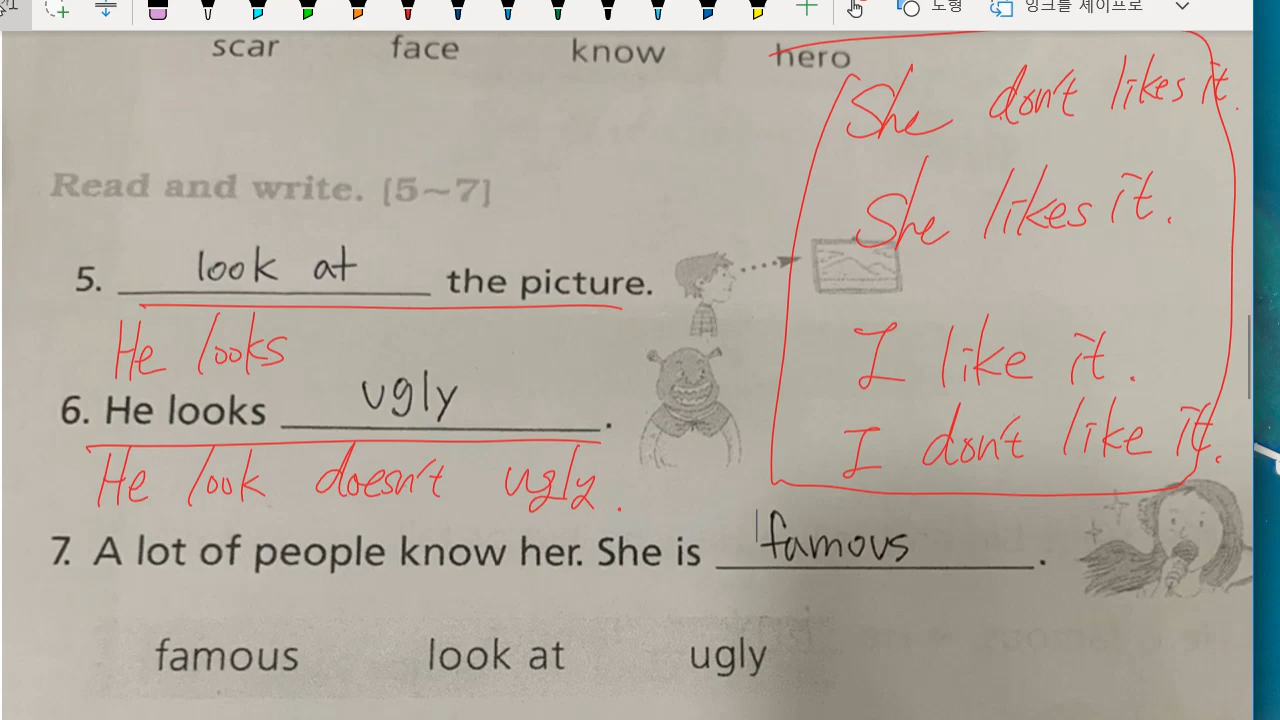 도형
잉크를 셰이프로
scar face know hero
She don't likes it.
Read and write. [5~7]
She likes it.
5. look at the picture.
He looks
I like it.
6. He looks ugly.
I don't like it.
He look doesn't ugly.
7. A lot of people know her. She is famous.
famous look at ugly